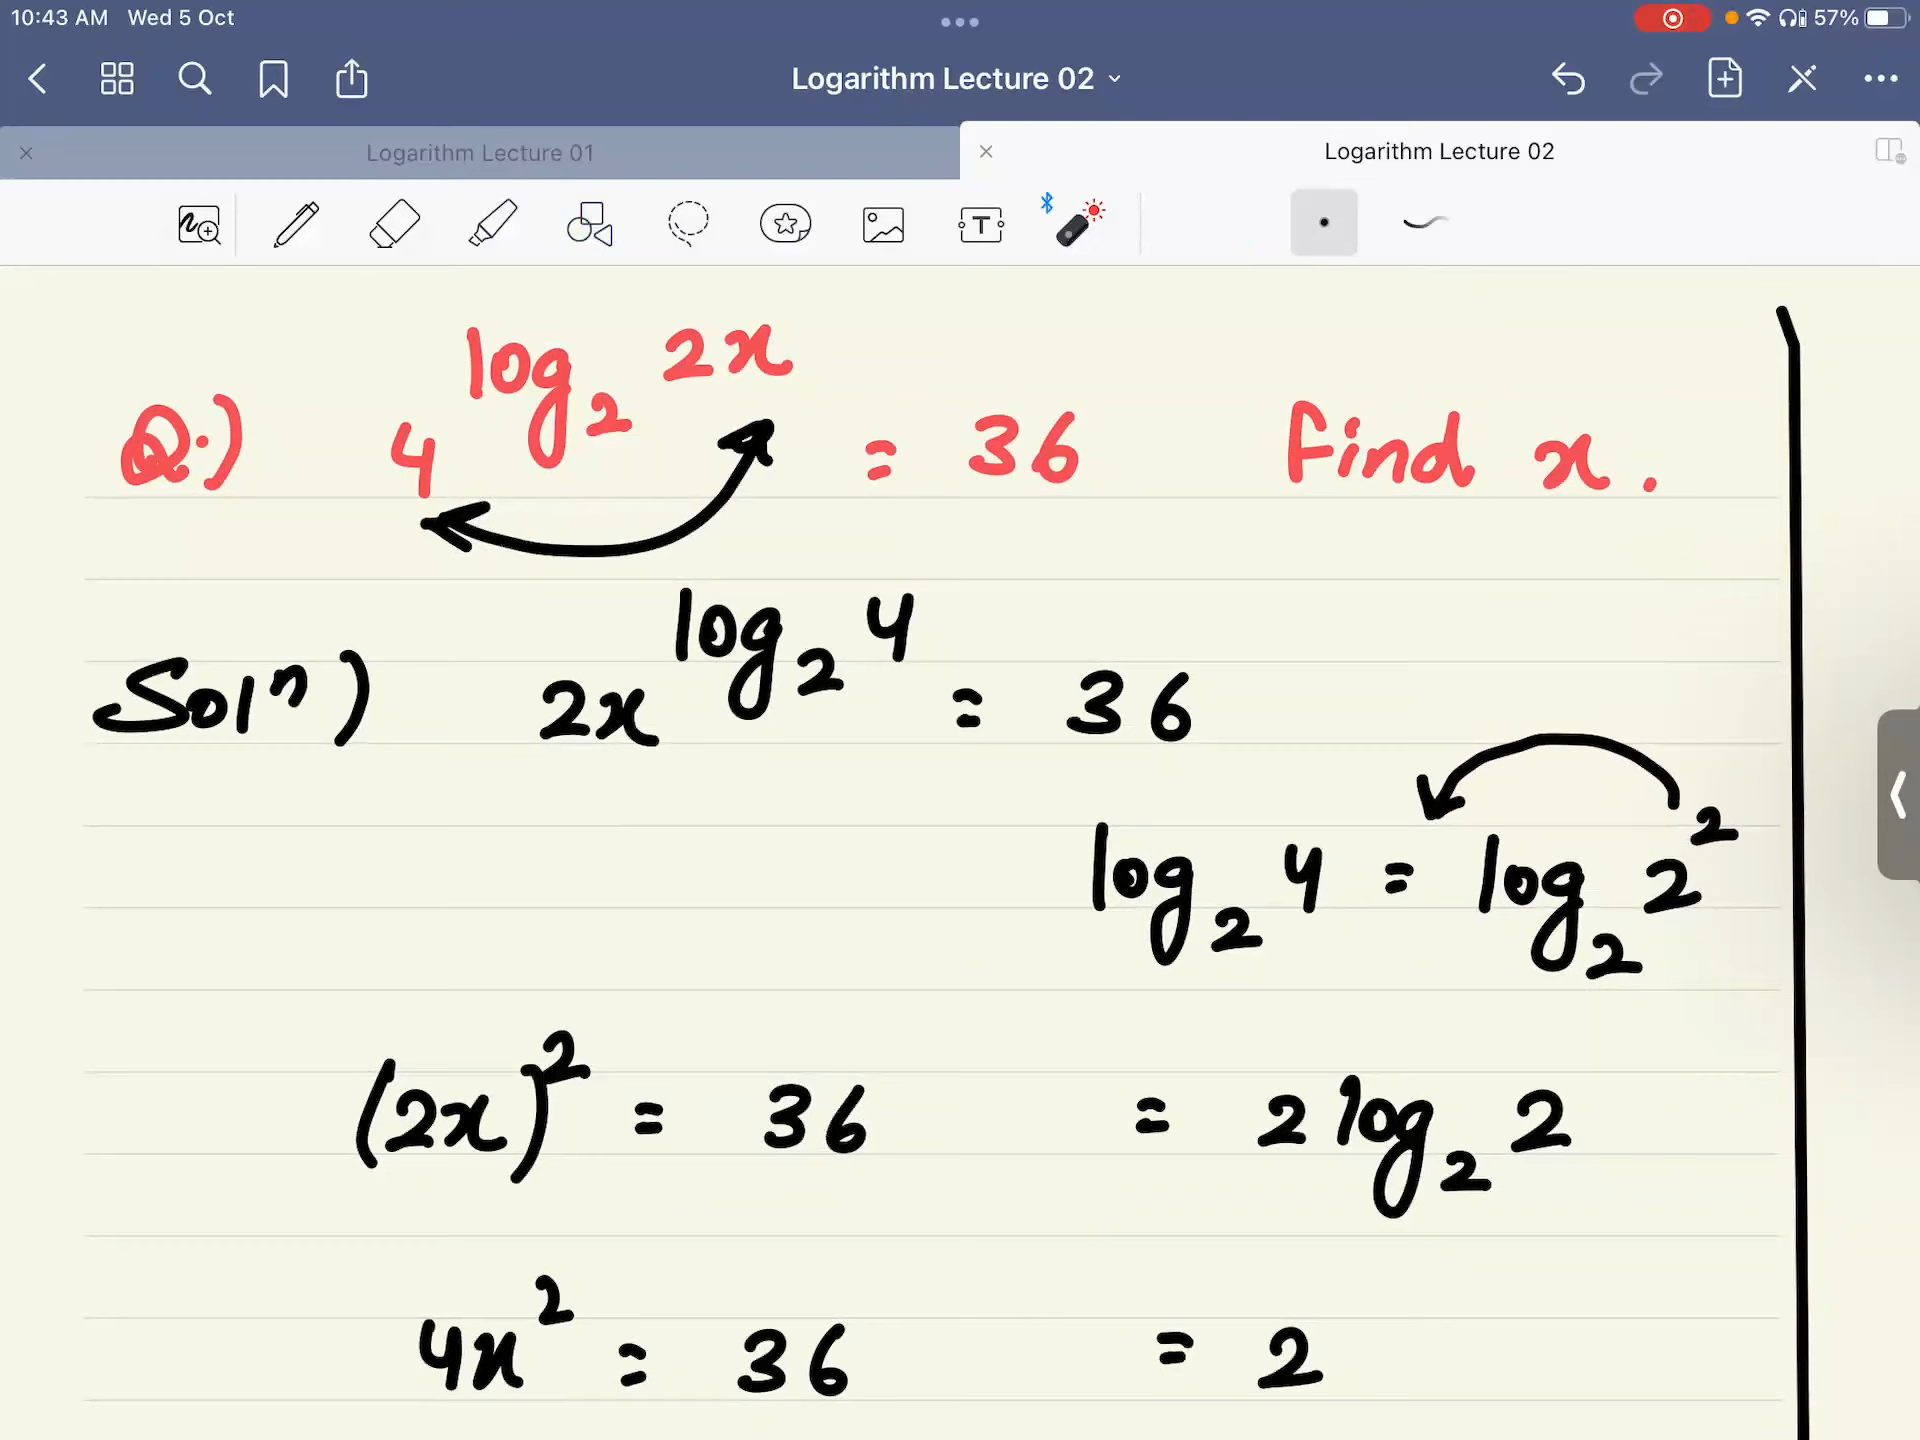 10:43 AM Wed 5 Oct
57%
Logarithm Lecture 02
Logarithm Lecture 01
Logarithm Lecture 02
Q.) 4^(log₂ 2x) = 36 Find x.
Solⁿ) 2x^(log₂ 4) = 36
log₂ 4 = log₂ 2²
(2x)² = 36 = 2 log₂ 2
4x² = 36 = 2